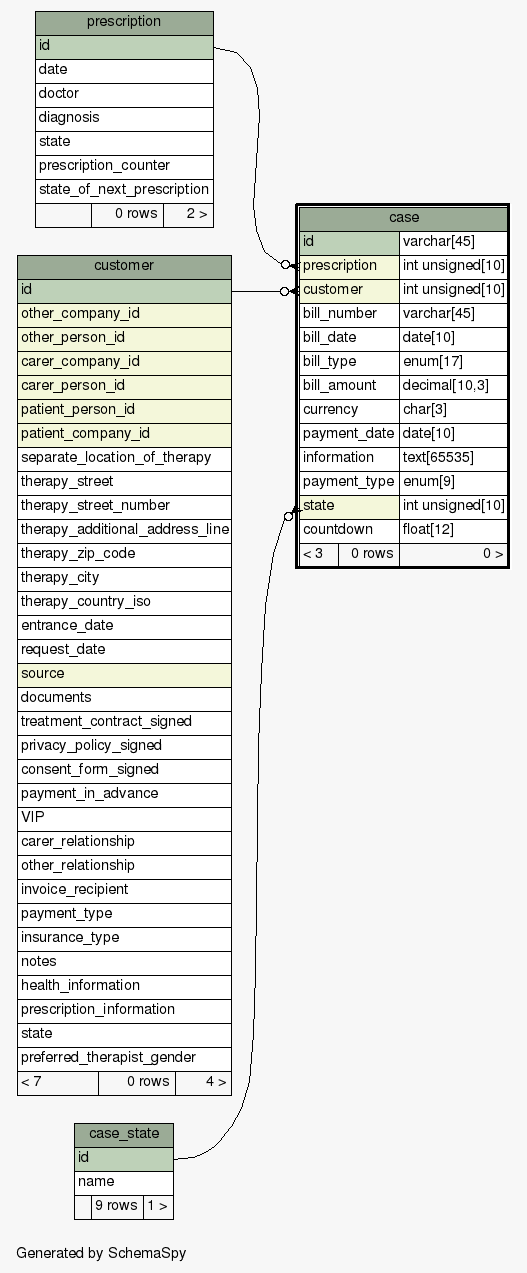 prescription
id
date
doctor
diagnosis
state
prescription_counter
state_of_next_prescription
0 rows 2 >
case
id varchar[45]
prescription int unsigned[10]
customer int unsigned[10]
bill_number varchar[45]
bill_date date[10]
bill_type enum[17]
bill_amount decimal[10,3]
currency char[3]
payment_date date[10]
information text[65535]
payment_type enum[9]
state int unsigned[10]
countdown float[12]
< 3 0 rows 0 >
customer
id
other_company_id
other_person_id
carer_company_id
carer_person_id
patient_person_id
patient_company_id
separate_location_of_therapy
therapy_street
therapy_street_number
therapy_additional_address_line
therapy_zip_code
therapy_city
therapy_country_iso
entrance_date
request_date
source
documents
treatment_contract_signed
privacy_policy_signed
consent_form_signed
payment_in_advance
VIP
carer_relationship
other_relationship
invoice_recipient
payment_type
insurance_type
notes
health_information
prescription_information
state
preferred_therapist_gender
< 7 0 rows 4 >
case_state
id
name
9 rows 1 >
Generated by SchemaSpy